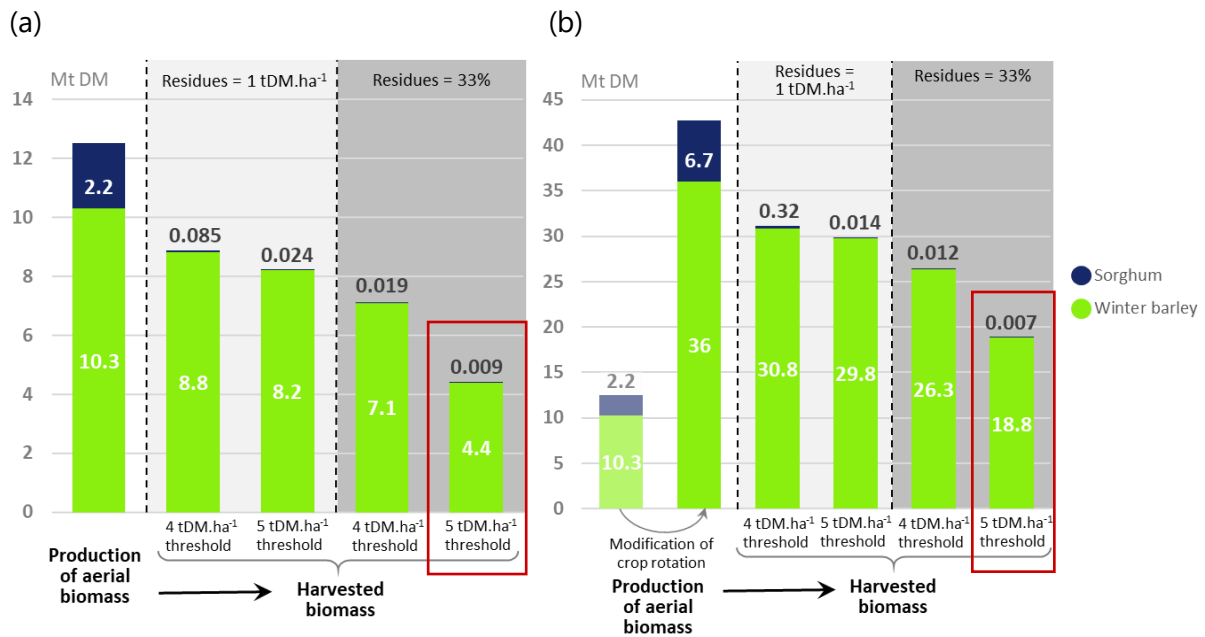 (a)
Mt DM
Residues = 1 tDM.ha⁻¹
Residues = 33%
14
12
10
8
6
4
2
0
2.2
10.3
0.085
8.8
0.024
8.2
0.019
7.1
0.009
4.4
4 tDM.ha⁻¹
threshold
5 tDM.ha⁻¹
threshold
4 tDM.ha⁻¹
threshold
5 tDM.ha⁻¹
threshold
Production
of aerial
biomass
Harvested
biomass
(b)
Mt DM
Residues =
1 tDM.ha⁻¹
Residues = 33%
45
40
35
30
25
20
15
10
5
0
2.2
10.3
6.7
36
0.32
30.8
0.014
29.8
0.012
26.3
0.007
18.8
4 tDM.ha⁻¹
threshold
5 tDM.ha⁻¹
threshold
4 tDM.ha⁻¹
threshold
5 tDM.ha⁻¹
threshold
Modification of
crop rotation
Production
of aerial
biomass
Harvested
biomass
Sorghum
Winter barley